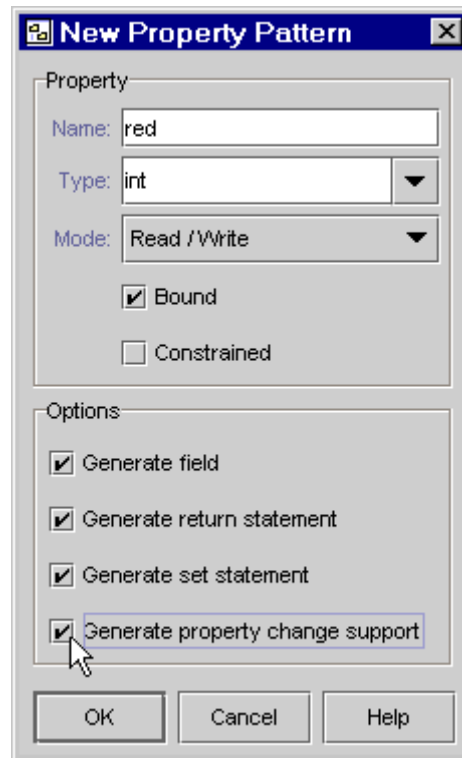 New Property Pattern
Property
Name: red
Type: int
Mode: Read / Write
Bound
Constrained
Options
Generate field
Generate return statement
Generate set statement
Generate property change support
OK Cancel Help